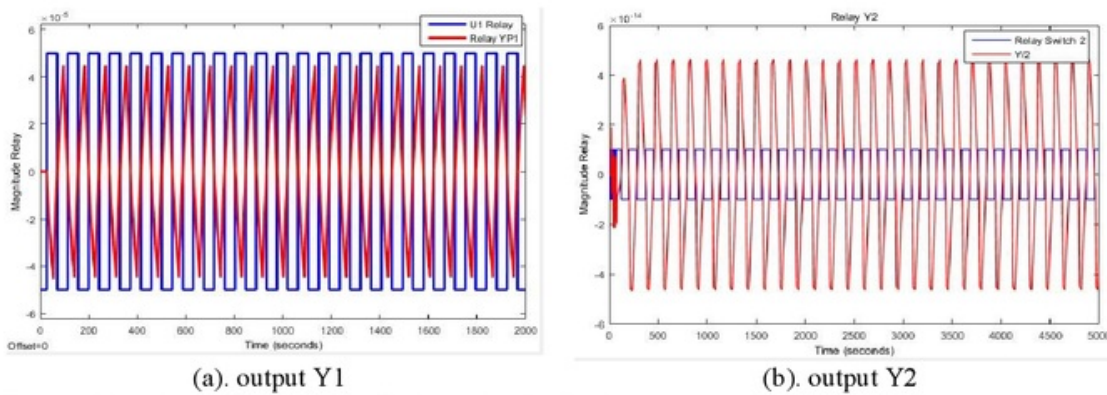 ×10 -5
U1 Relay
Relay YP1
6
4
2
0
-2
-4
-6
Magnitude Relay
0 200 400 600 800 1000 1200 1400 1600 1800 2000
Offset=0
Time (seconds)
(a). output Y1
Relay Y2
×10 -14
Relay Switch 2
Y/2
6
4
2
0
-2
-4
-6
Magnitude Relay
0 500 1000 1500 2000 2500 3000 3500 4000 4500 5000
Time (seconds)
(b). output Y2